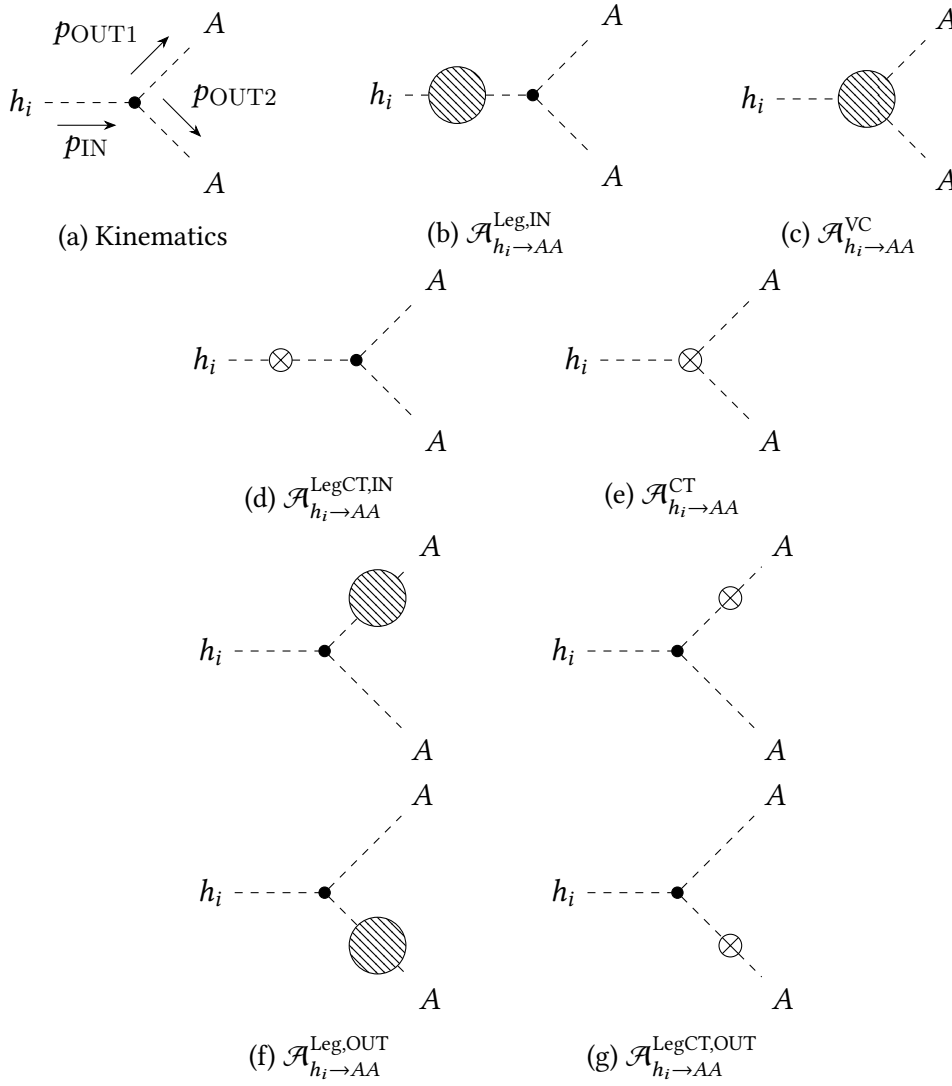 A A A
p_OUT1
h_i p_OUT2 h_i h_i
p_IN
A A A
(a) Kinematics (b) 𝒜^{Leg,IN}_{h_i→AA} (c) 𝒜^{VC}_{h_i→AA}
A A
h_i h_i
A A
(d) 𝒜^{LegCT,IN}_{h_i→AA} (e) 𝒜^{CT}_{h_i→AA}
A A
h_i h_i
A A
A A
h_i h_i
A A
(f) 𝒜^{Leg,OUT}_{h_i→AA} (g) 𝒜^{LegCT,OUT}_{h_i→AA}